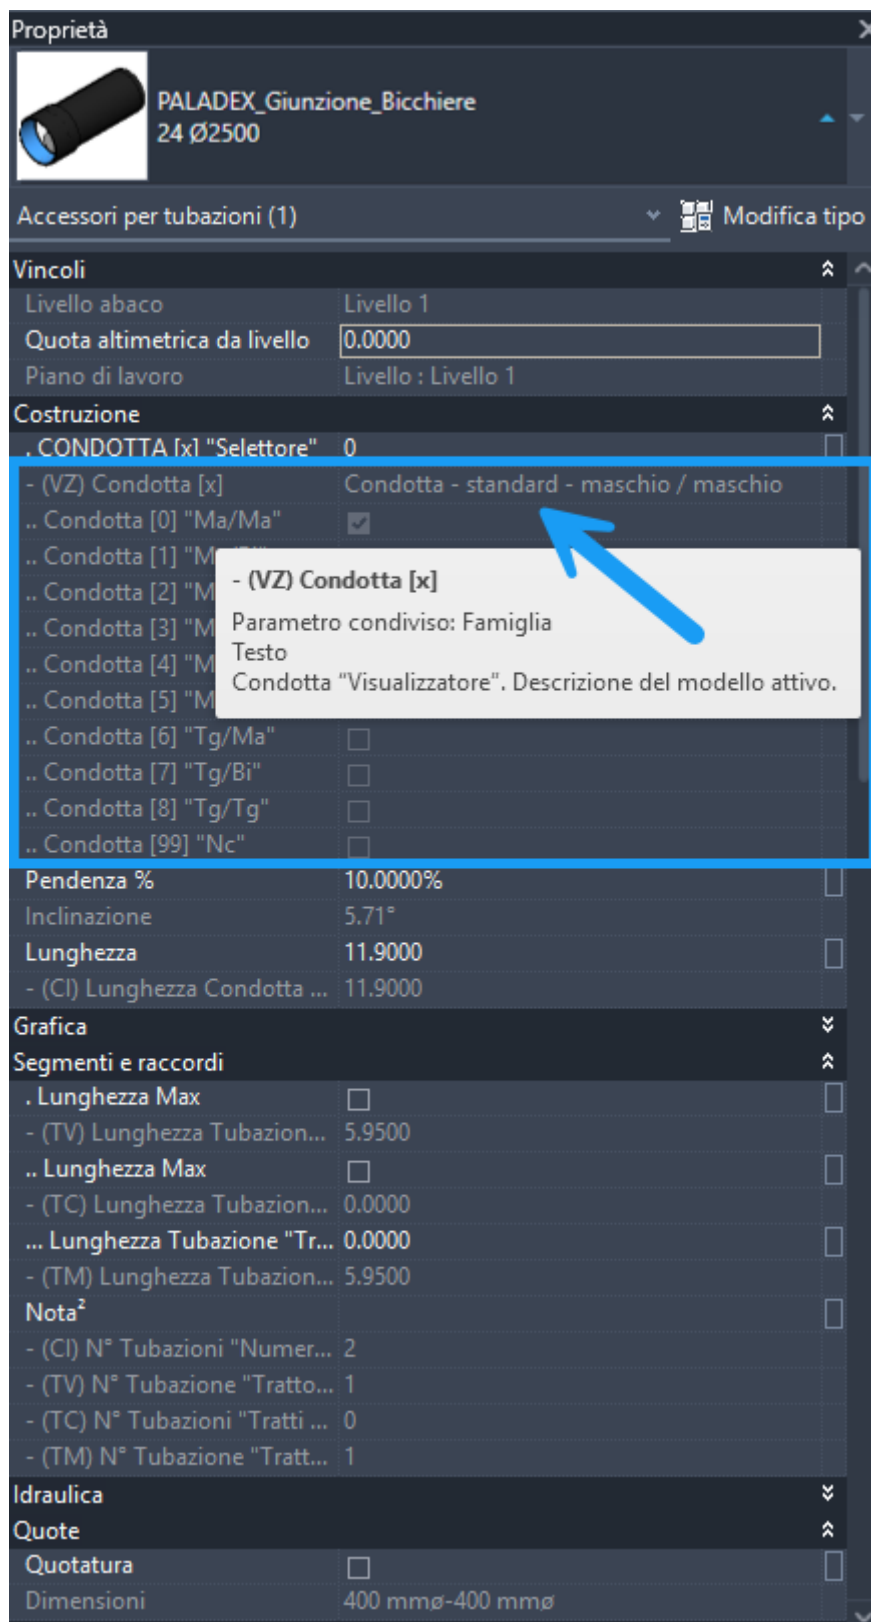 Proprietà
PALADEX_Giunzione_Bicchiere
24 Ø2500
Accessori per tubazioni (1)
Modifica tipo
Vincoli
Livello abaco Livello 1
Quota altimetrica da livello 0.0000
Piano di lavoro Livello : Livello 1
Costruzione
. CONDOTTA [x] "Selettore" 0
- (VZ) Condotta [x] Condotta - standard - maschio / maschio
.. Condotta [0] "Ma/Ma"
.. Condotta [1]
.. Condotta [2] "M
.. Condotta [3] "M
.. Condotta [4] "M
.. Condotta [5] "M
- (VZ) Condotta [x]
Parametro condiviso: Famiglia
Testo
Condotta “Visualizzatore”. Descrizione del modello attivo.
.. Condotta [6] "Tg/Ma"
.. Condotta [7] "Tg/Bi"
.. Condotta [8] "Tg/Tg"
.. Condotta [99] "Nc"
Pendenza % 10.0000%
Inclinazione 5.71°
Lunghezza 11.9000
- (CI) Lunghezza Condotta ... 11.9000
Grafica
Segmenti e raccordi
. Lunghezza Max
- (TV) Lunghezza Tubazion... 5.9500
.. Lunghezza Max
- (TC) Lunghezza Tubazion... 0.0000
... Lunghezza Tubazione "Tr... 0.0000
- (TM) Lunghezza Tubazion... 5.9500
Nota²
- (CI) N° Tubazioni "Numer... 2
- (TV) N° Tubazione "Tratto... 1
- (TC) N° Tubazioni "Tratti ... 0
- (TM) N° Tubazione "Tratt... 1
Idraulica
Quote
Quotatura
Dimensioni 400 mmø-400 mmø